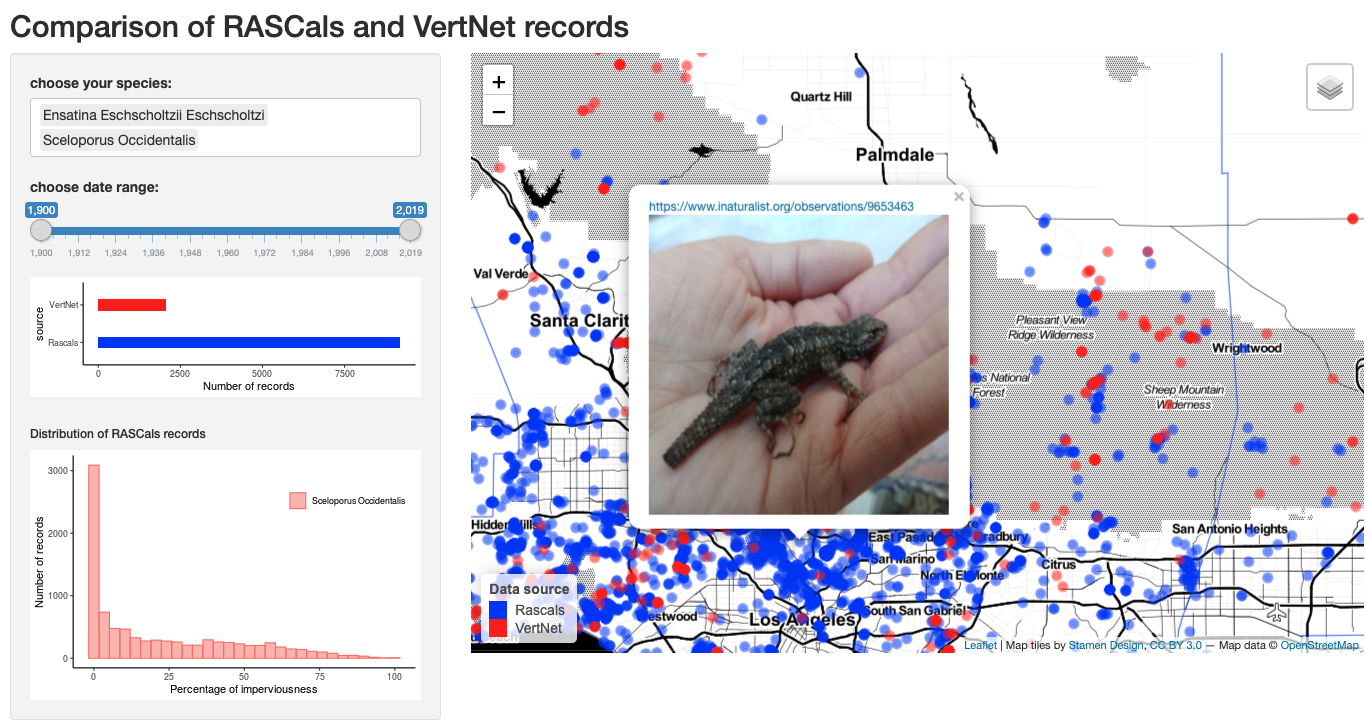 Comparison of RASCals and VertNet records
choose your species:
Ensatina Eschscholtzii Eschscholtzi
Sceloporus Occidentalis
choose date range:
1,900
2,019
1,900 1,912 1,924 1,936 1,948 1,960 1,972 1,984 1,996 2,008 2,019
source
VertNet
Rascals
0 2500 5000 7500
Number of records
Distribution of RASCals records
Number of records
3000
2000
1000
0
Sceloporus Occidentalis
0 25 50 75 100
Percentage of imperviousness
+
−
Quartz Hill
Palmdale
×
https://www.inaturalist.org/observations/9653463
Val Verde
Santa Clarit
Pleasant View
Ridge Wilderness
Wrightwood
s National
Forest
Sheep Mountain
Wilderness
Hidden Hills
East Pasad
radbury
San Antonio Heights
San Marino
North El Monte
Citrus
estwood
South San Gabriel
Los Angeles
Data source
Rascals
VertNet
Leaflet | Map tiles by Stamen Design, CC BY 3.0 — Map data © OpenStreetMap